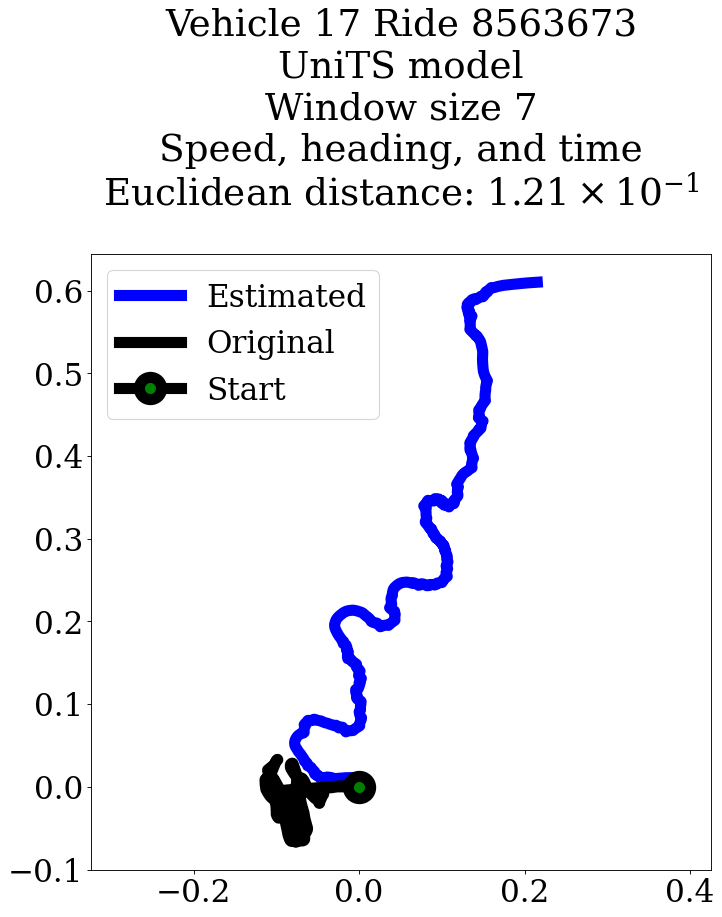 Vehicle 17 Ride 8563673
UniTS model
Window size 7
Speed, heading, and time
Euclidean distance: 1.21 × 10⁻¹
Estimated
Original
Start
0.6
0.5
0.4
0.3
0.2
0.1
0.0
−0.1
−0.2 0.0 0.2 0.4